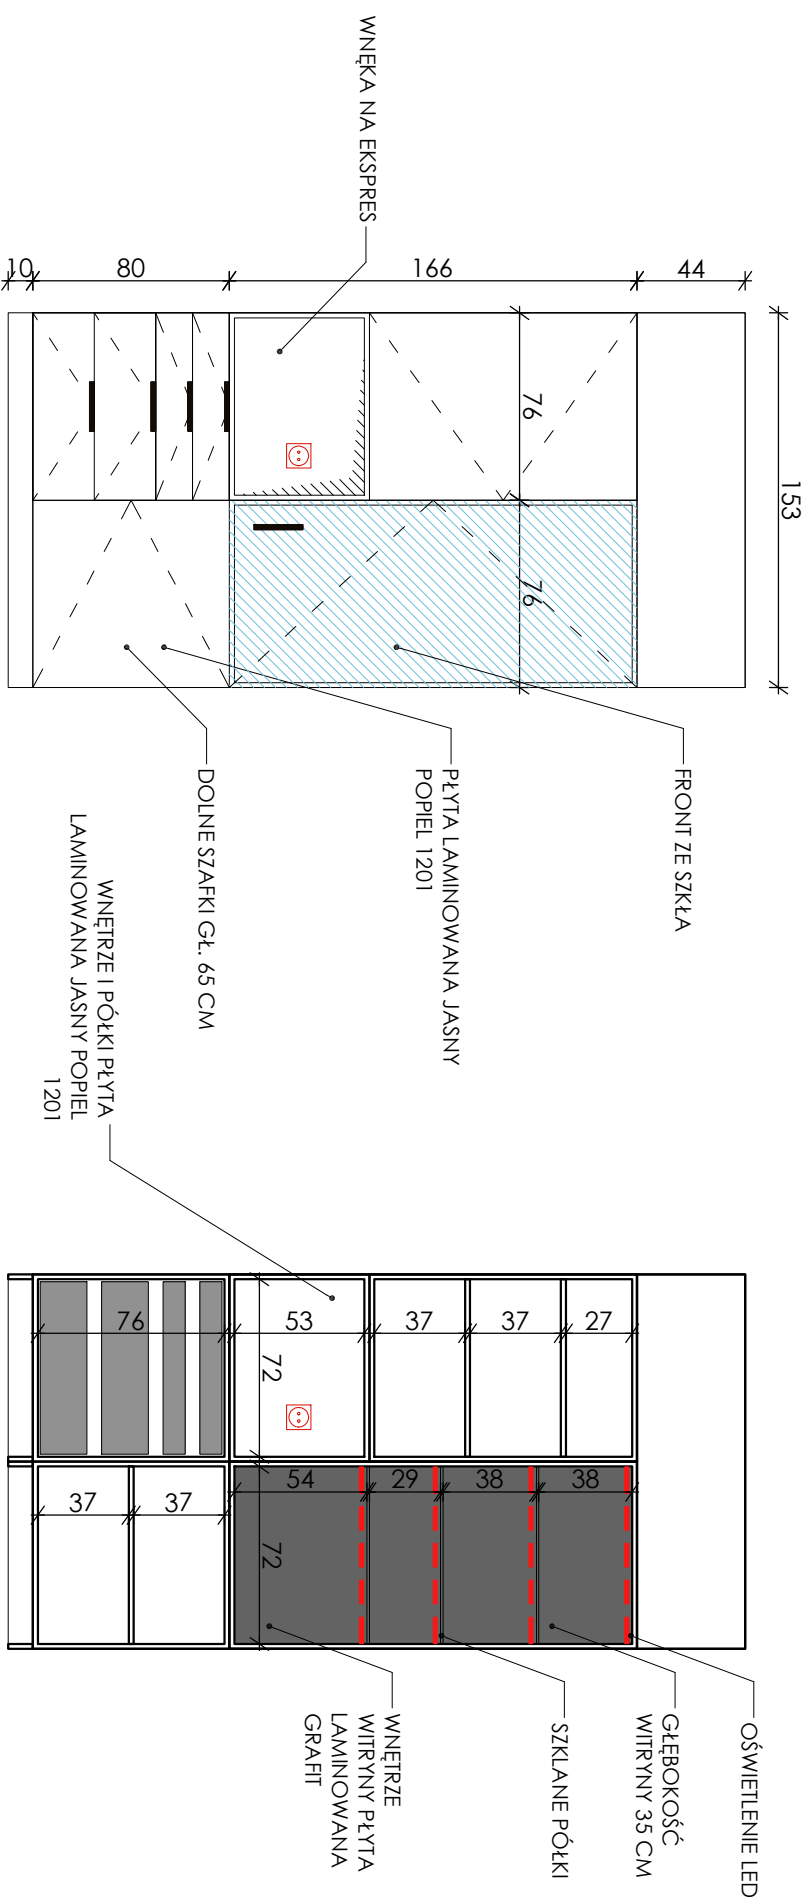 WNĘKA NA EKSPRES
10
80
166
44
153
76
76
FRONT ZE SZKŁA
PŁYTA LAMINOWANA JASNY
POPIEL 1201
DOLNE SZAFKI GŁ. 65 CM
WNĘTRZE I PÓŁKI PŁYTA
LAMINOWANA JASNY POPIEL
1201
76
53
37
37
27
72
37
37
54
29
38
38
72
OŚWIETLENIE LED
GŁĘBOKOŚĆ
WITRYNY 35 CM
SZKLANE PÓŁKI
WNĘTRZE
WITRYNY PŁYTA
LAMINOWANA
GRAFIT